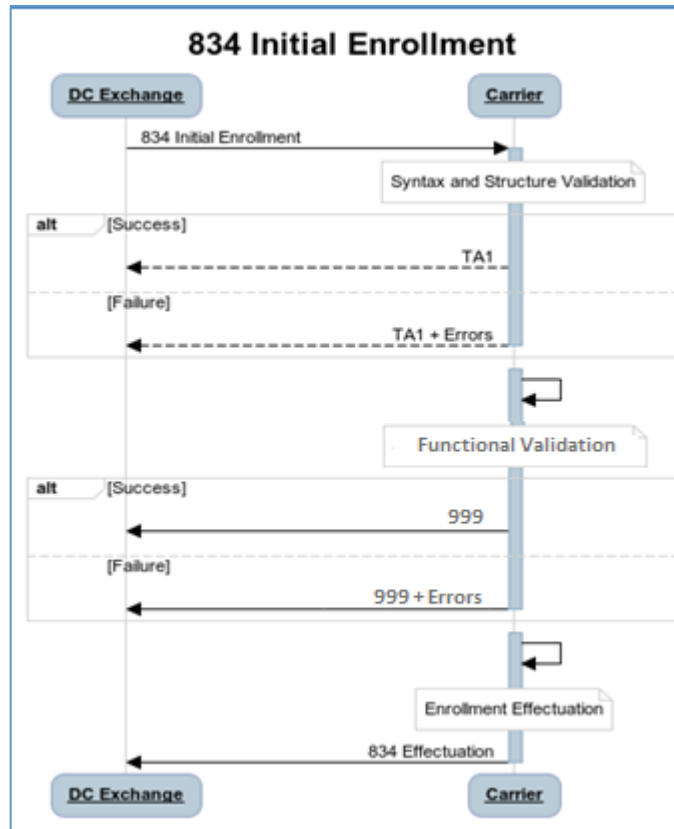 834 Initial Enrollment
DC Exchange
Carrier
834 Initial Enrollment
Syntax and Structure Validation
alt
[Success]
TA1
[Failure]
TA1 + Errors
Functional Validation
alt
[Success]
999
[Failure]
999 + Errors
Enrollment Effectuation
834 Effectuation
DC Exchange
Carrier